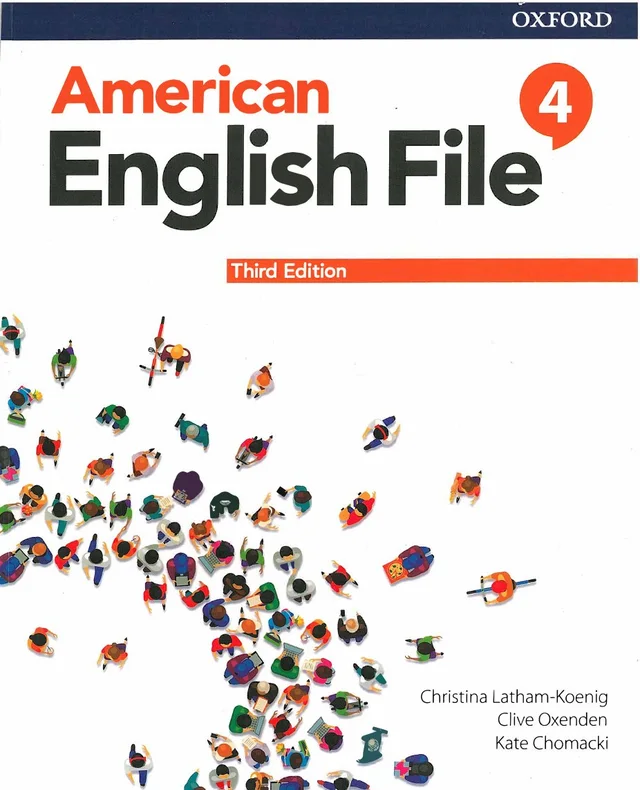 OXFORD
American
4
English File
Third Edition
Christina Latham-Koenig
Clive Oxenden
Kate Chomacki